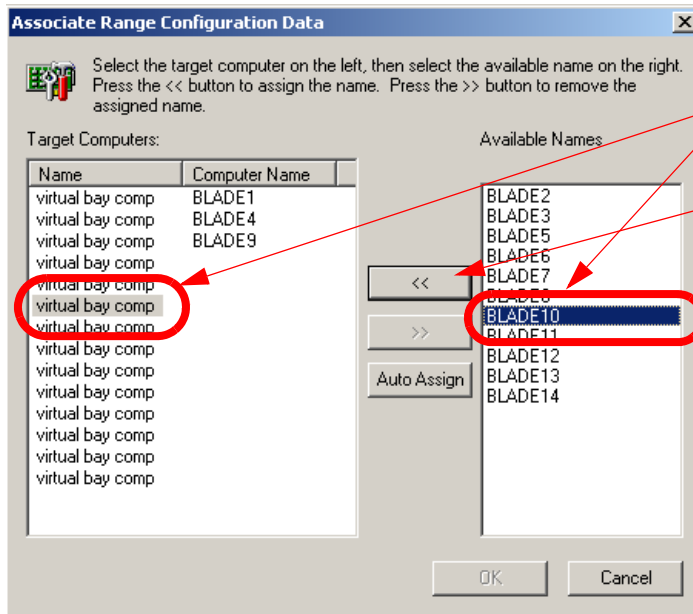 Associate Range Configuration Data
Select the target computer on the left, then select the available name on the right.
Press the << button to assign the name. Press the >> button to remove the
assigned name.
Target Computers:
Available Names
Name Computer Name
virtual bay comp BLADE1
virtual bay comp BLADE4
virtual bay comp BLADE9
virtual bay comp
virtual bay comp
virtual bay comp
virtual bay comp
virtual bay comp
virtual bay comp
virtual bay comp
virtual bay comp
virtual bay comp
virtual bay comp
virtual bay comp
<<
>>
Auto Assign
BLADE2
BLADE3
BLADE5
BLADE6
BLADE7
BLADE8
BLADE10
BLADE11
BLADE12
BLADE13
BLADE14
OK
Cancel